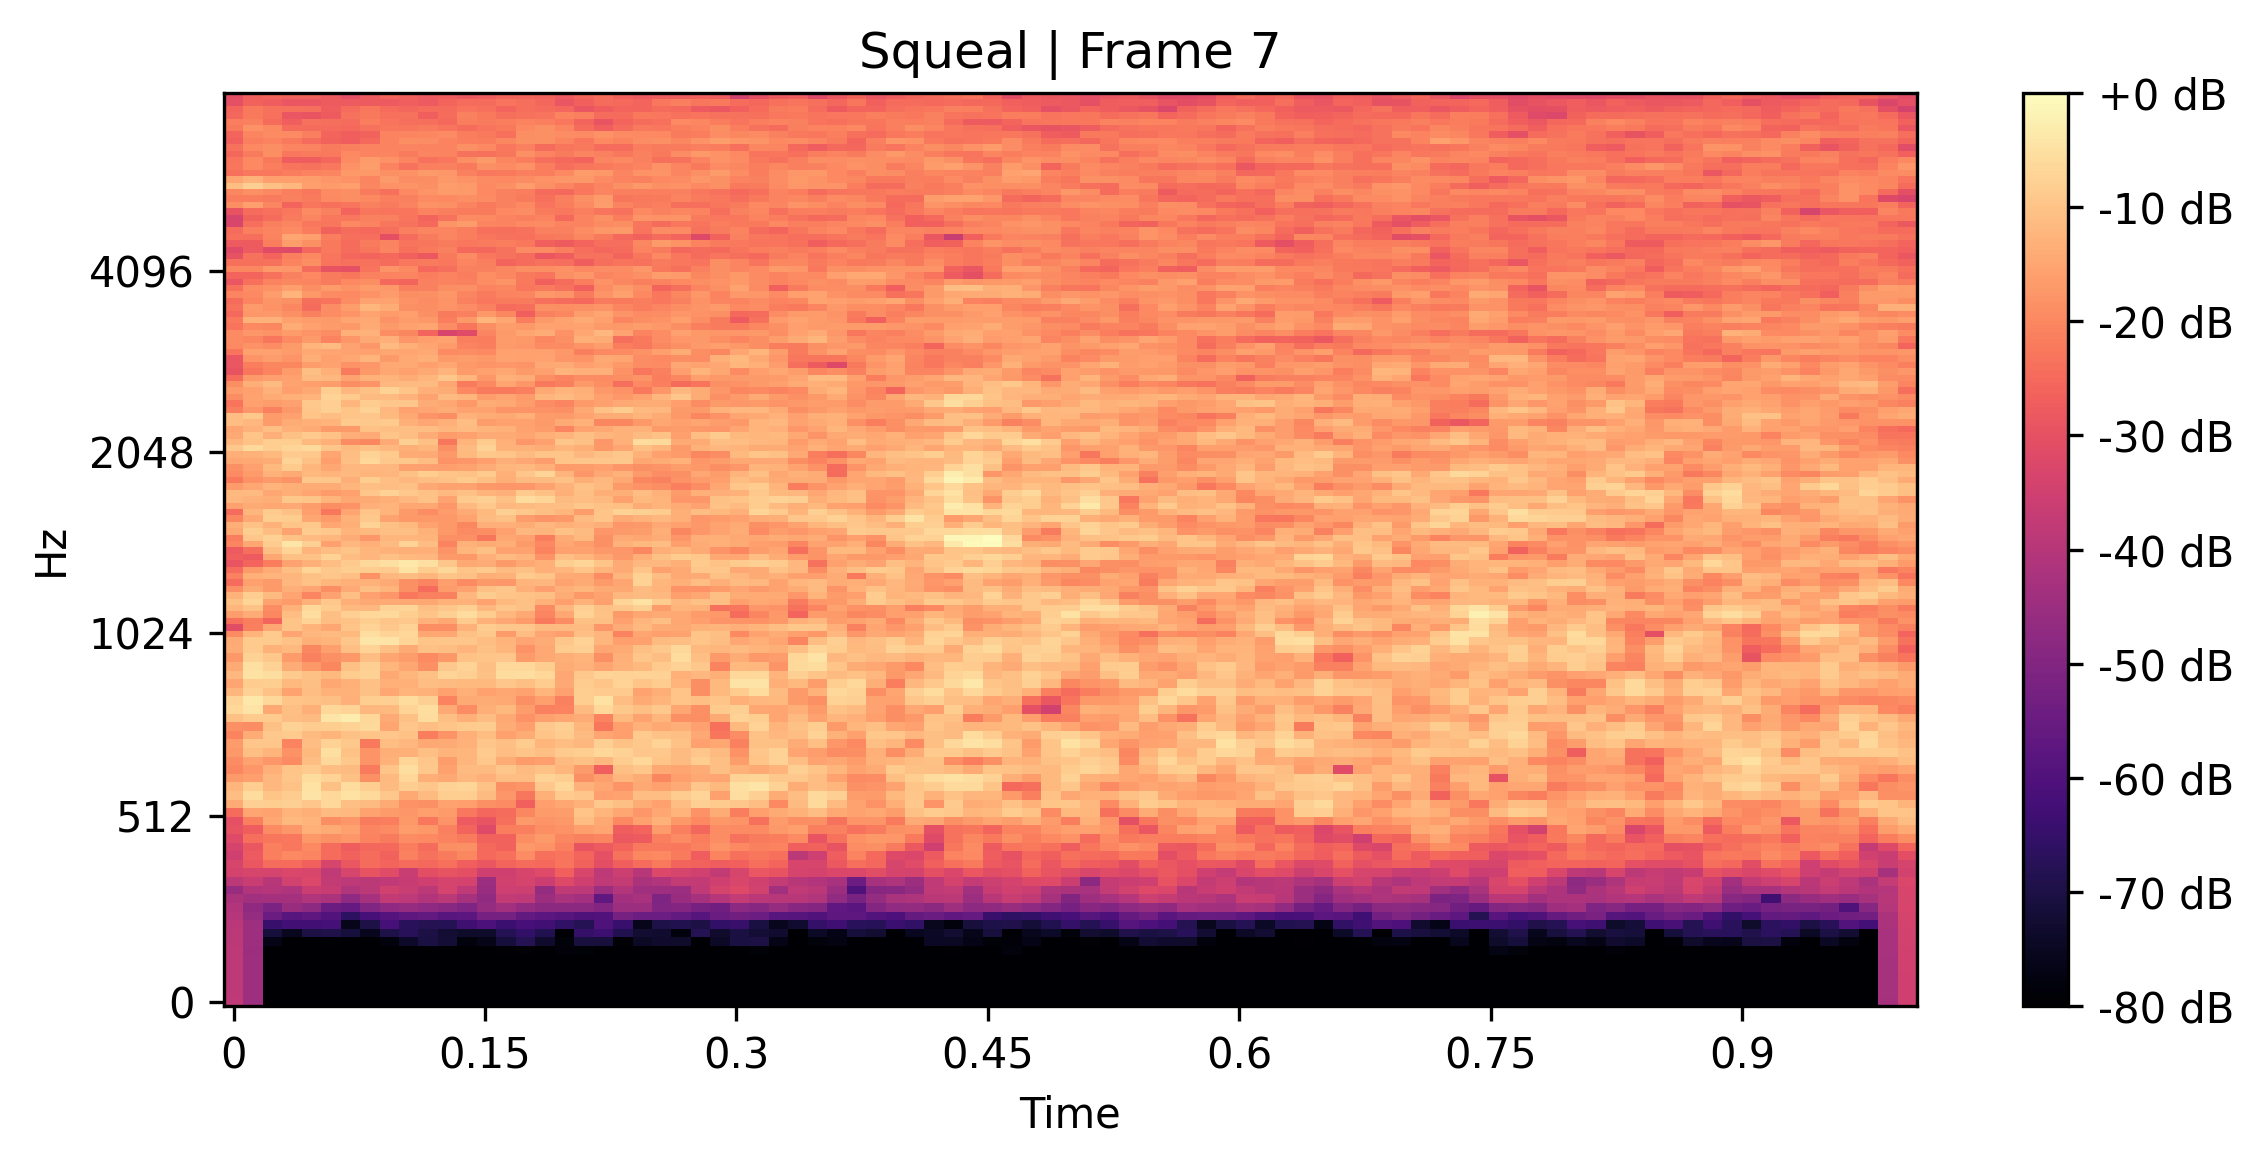 Squeal | Frame 7
+0 dB
-10 dB
-20 dB
-30 dB
-40 dB
-50 dB
-60 dB
-70 dB
-80 dB
Hz
4096
2048
1024
512
0
0 0.15 0.3 0.45 0.6 0.75 0.9
Time